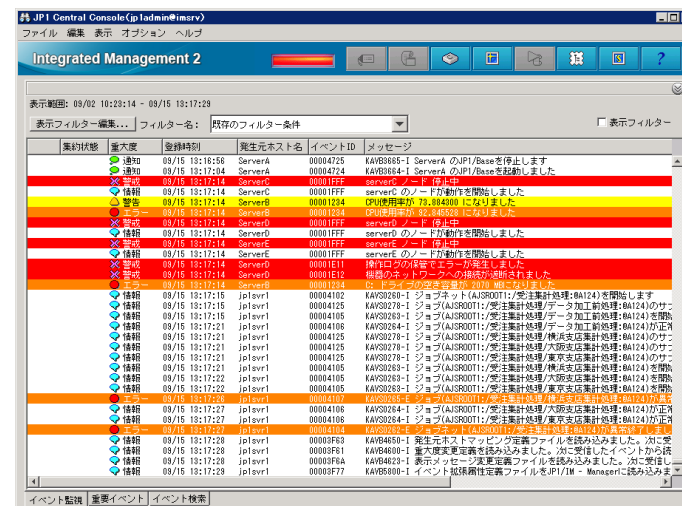 JP1 Central Console(jp1admin@imsrv)
ファイル 編集 表示 オプション ヘルプ
Integrated Management 2
表示範囲: 09/02 10:23:14 - 09/15 13:17:29
表示フィルター編集... フィルター名: 既存のフィルター条件 表示フィルター
集約状態 重大度 登録時刻 発生元ホスト名 イベントID メッセージ
通知 09/15 13:16:56 ServerA 00004725 KAVB3665-I ServerA のJP1/Baseを停止します
通知 09/15 13:17:04 ServerA 00004724 KAVB3664-I ServerA のJP1/Baseを起動しました
警戒 09/15 13:17:14 ServerC 00001FFF serverC ノード 停止中
情報 09/15 13:17:14 ServerC 00001FFF serverC のノードが動作を開始しました
警告 09/15 13:17:14 ServerB 00001234 CPU使用率が 73.884300 になりました
エラー 09/15 13:17:14 ServerB 00001234 CPU使用率が 92.845528 になりました
警戒 09/15 13:17:14 ServerD 00001FFF serverD ノード 停止中
情報 09/15 13:17:14 ServerD 00001FFF serverD のノードが動作を開始しました
警戒 09/15 13:17:14 ServerE 00001FFF serverE ノード 停止中
情報 09/15 13:17:14 ServerE 00001FFF serverE のノードが動作を開始しました
警戒 09/15 13:17:14 ServerD 00001E11 操作ログの保管でエラーが発生しました
警戒 09/15 13:17:14 ServerD 00001E12 機器のネットワークへの接続が遮断されました
エラー 09/15 13:17:14 ServerB 00001234 C: ドライブの空き容量が 2070 MBになりました
情報 09/15 13:17:15 jp1svr1 00004102 KAVS0260-I ジョブネット(AJSROOT1:/受注集計処理:@A124)を開始します
情報 09/15 13:17:15 jp1svr1 00004125 KAVS0278-I ジョブ(AJSROOT1:/受注集計処理/データ加工前処理:@A124)のサブ
情報 09/15 13:17:15 jp1svr1 00004105 KAVS0263-I ジョブ(AJSROOT1:/受注集計処理/データ加工前処理:@A124)を開始
情報 09/15 13:17:21 jp1svr1 00004106 KAVS0264-I ジョブ(AJSROOT1:/受注集計処理/データ加工前処理:@A124)が正常
情報 09/15 13:17:21 jp1svr1 00004125 KAVS0278-I ジョブ(AJSROOT1:/受注集計処理/横浜支店集計処理:@A124)のサブ
情報 09/15 13:17:21 jp1svr1 00004125 KAVS0278-I ジョブ(AJSROOT1:/受注集計処理/大阪支店集計処理:@A124)のサブ
情報 09/15 13:17:21 jp1svr1 00004125 KAVS0278-I ジョブ(AJSROOT1:/受注集計処理/東京支店集計処理:@A124)のサブ
情報 09/15 13:17:21 jp1svr1 00004105 KAVS0263-I ジョブ(AJSROOT1:/受注集計処理/横浜支店集計処理:@A124)を開始
情報 09/15 13:17:22 jp1svr1 00004105 KAVS0263-I ジョブ(AJSROOT1:/受注集計処理/大阪支店集計処理:@A124)を開始
情報 09/15 13:17:22 jp1svr1 00004105 KAVS0263-I ジョブ(AJSROOT1:/受注集計処理/東京支店集計処理:@A124)を開始
エラー 09/15 13:17:26 jp1svr1 00004107 KAVS0265-E ジョブ(AJSROOT1:/受注集計処理/横浜支店集計処理:@A124)が異常
情報 09/15 13:17:27 jp1svr1 00004106 KAVS0264-I ジョブ(AJSROOT1:/受注集計処理/大阪支店集計処理:@A124)が正常
情報 09/15 13:17:27 jp1svr1 00004106 KAVS0264-I ジョブ(AJSROOT1:/受注集計処理/東京支店集計処理:@A124)が正常
エラー 09/15 13:17:27 jp1svr1 00004104 KAVS0262-E ジョブネット(AJSROOT1:/受注集計処理:@A124)が異常終了しまし
情報 09/15 13:17:28 jp1svr1 00003F63 KAVB4650-I 発生元ホストマッピング定義ファイルを読み込みました。次に受
情報 09/15 13:17:28 jp1svr1 00003F61 KAVB4600-I 重大度変更定義を読み込みました。次に受信したイベントから続
情報 09/15 13:17:28 jp1svr1 00003F6A KAVB4623-I 表示メッセージ変更定義ファイルを読み込みました。次に受信し
情報 09/15 13:17:29 jp1svr1 00003F77 KAVB5800-I イベント拡張属性定義ファイルをJP1/IM - Managerに読み込みま
イベント監視 重要イベント イベント検索